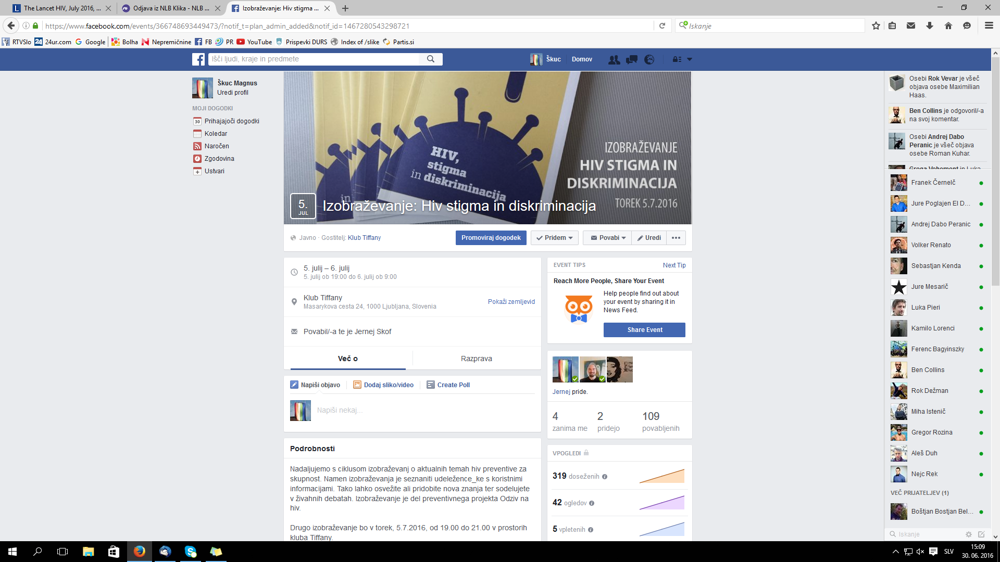 The Lancet HIV, July 2016, ...
Odjava iz NLB Klika - NLB ...
Izobraževanje: Hiv stigma ...
https://www.facebook.com/events/366748693449473/?notif_t=plan_admin_added&notif_id=1467280543298721
Iskanje
RTVSlo
24ur.com
Google
Bolha
Nepremičnine
FB
PR
YouTube
Prispevki DURS
Index of /slike
Partis.si
Išči ljudi, kraje in predmete
Škuc
Domov
Škuc Magnus
Uredi profil
MOJI DOGODKI
30 Prihajajoči dogodki
Koledar
Naročen
Zgodovina
Ustvari
HIV,
stigma
in diskriminacija
in
IZOBRAŽEVANJE
HIV STIGMA IN
DISKRIMINACIJA
TOREK 5.7.2016
5.
JUL
Izobraževanje: Hiv stigma in diskriminacija
Javno · Gostitelj: Klub Tiffany
Promoviraj dogodek
Pridem
Povabi
Uredi
5. julij – 6. julij
5. julij ob 19:00 do 6. julij ob 9:00
Klub Tiffany
Masarykova cesta 24, 1000 Ljubljana, Slovenia
Pokaži zemljevid
Povabil/-a te je Jernej Skof
Več o
Razprava
Napiši objavo
Dodaj sliko/video
Create Poll
Napiši nekaj...
Podrobnosti
Nadaljujemo s ciklusom izobraževanj o aktualnih temah hiv preventive za
skupnost. Namen izobraževanja je seznaniti udeležence_ke s koristnimi
informacijami. Tako lahko osvežite ali pridobite nova znanja ter sodelujete
v živahnih debatah. Izobraževanje je del preventivnega projekta Odziv na
hiv.
Drugo izobraževanje bo v torek, 5.7.2016, od 19.00 do 21.00 v prostorih
kluba Tiffany.
EVENT TIPS
Next Tip
Reach More People, Share Your Event
Help people find out about
your event by sharing it in
News Feed.
Share Event
Jernej pride.
4
zanima me
2
pridejo
109
povabljenih
VPOGLEDI
319 doseženih
42 ogledov
5 vpletenih
Osebi Rok Vevar je všeč
objava osebe Maximilian
Haas.
Ben Collins je odgovoril/-a
na svoj komentar.
Osebi Andrej Dabo
Peranic je všeč objava
osebe Roman Kuhar.
Franek Černelč
Jure Poglajen El D...
Andrej Dabo Peranic
Volker Renato
Sebastjan Kenda
Jure Mesarič
Luka Pieri
Kamilo Lorenci
Ferenc Bagyinszky
Ben Collins
Rok Dežman
Miha Istenič
Gregor Rozina
Aleš Duh
Nejc Rek
VEČ PRIJATELJEV (1)
Boštjan Bostjan Bel...
Iskanje
SLV
15:09
30. 06. 2016